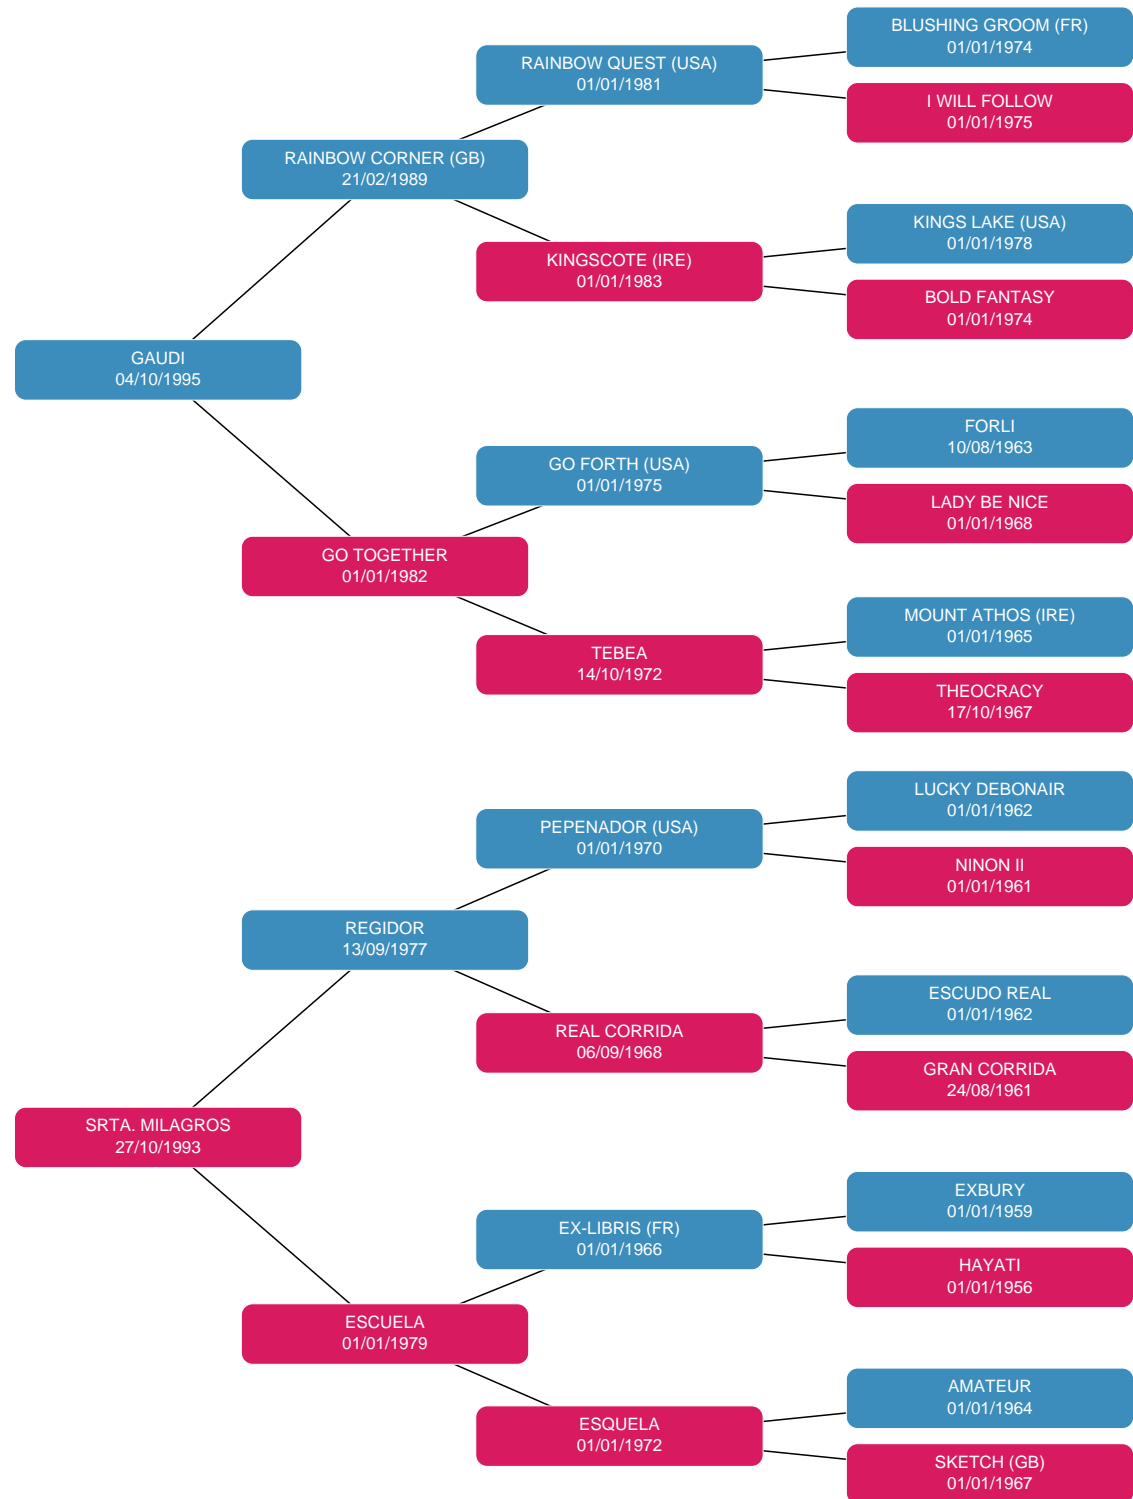 BLUSHING GROOM (FR)
01/01/1974
RAINBOW QUEST (USA)
01/01/1981
I WILL FOLLOW
01/01/1975
RAINBOW CORNER (GB)
21/02/1989
KINGS LAKE (USA)
01/01/1978
KINGSCOTE (IRE)
01/01/1983
BOLD FANTASY
01/01/1974
GAUDI
04/10/1995
FORLI
10/08/1963
GO FORTH (USA)
01/01/1975
LADY BE NICE
01/01/1968
GO TOGETHER
01/01/1982
MOUNT ATHOS (IRE)
01/01/1965
TEBEA
14/10/1972
THEOCRACY
17/10/1967
LUCKY DEBONAIR
01/01/1962
PEPENADOR (USA)
01/01/1970
NINON II
01/01/1961
REGIDOR
13/09/1977
ESCUDO REAL
01/01/1962
REAL CORRIDA
06/09/1968
GRAN CORRIDA
24/08/1961
SRTA. MILAGROS
27/10/1993
EXBURY
01/01/1959
EX-LIBRIS (FR)
01/01/1966
HAYATI
01/01/1956
ESCUELA
01/01/1979
AMATEUR
01/01/1964
ESQUELA
01/01/1972
SKETCH (GB)
01/01/1967